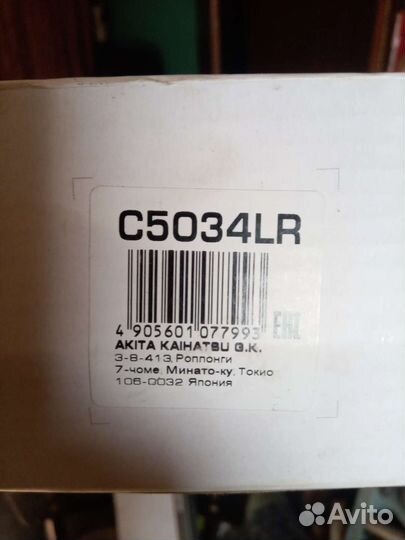 C5034LR
4 905601 077993 EAC
AKITA KAIHATSU G.K.
3-8-413, Роппонги
7-чоме, Минато-ку, Токио
106-0032 Япония
Avito